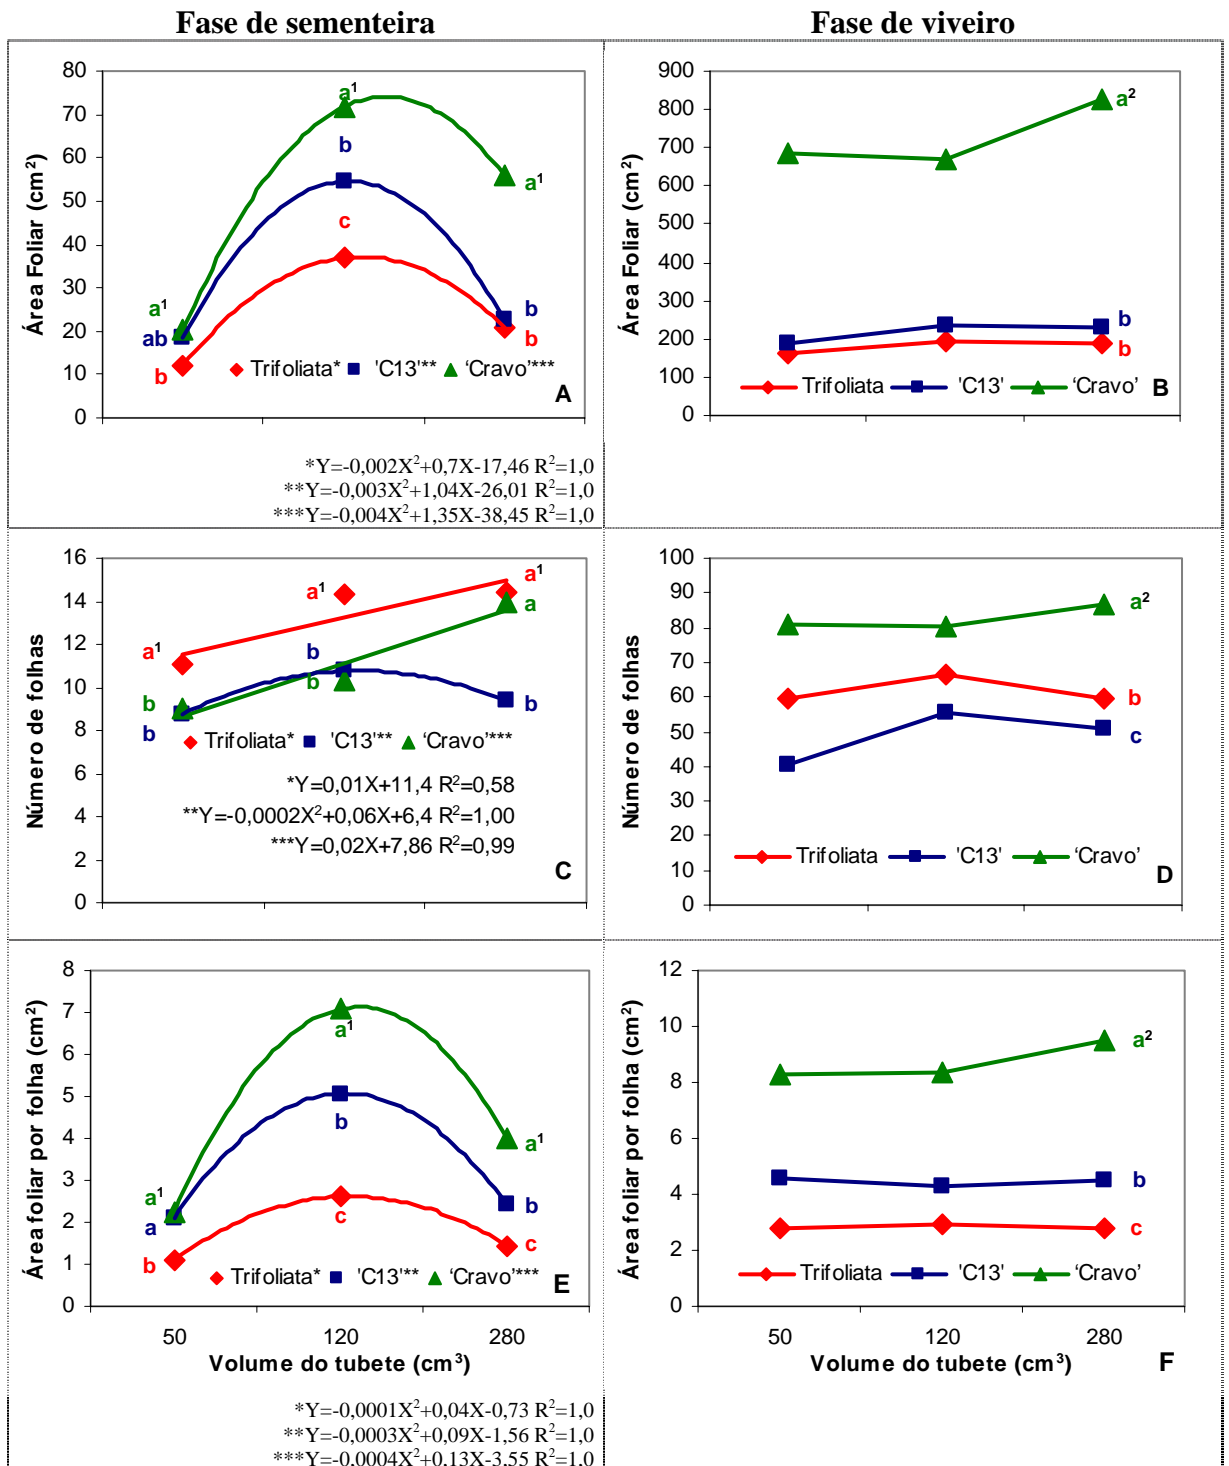 Fase de sementeira
Fase de viveiro
Área Foliar (cm²)
80
70
60
50
40
30
20
10
0
a¹
b
c
a¹
ab
b
a¹
b
b
Trifoliata* 'C13'** ‘Cravo’***
A
*Y=-0,002X²+0,7X-17,46 R²=1,0
**Y=-0,003X²+1,04X-26,01 R²=1,0
***Y=-0,004X²+1,35X-38,45 R²=1,0
Área Foliar (cm²)
900
800
700
600
500
400
300
200
100
0
a²
b
b
Trifoliata 'C13' ‘Cravo’
B
Número de folhas
16
14
12
10
8
6
4
2
0
a¹
b
b
a¹
b
b
a¹
a
b
Trifoliata* 'C13'** ‘Cravo’***
*Y=0,01X+11,4 R²=0,58
**Y=-0,0002X²+0,06X+6,4 R²=1,00
***Y=0,02X+7,86 R²=0,99
C
Número de folhas
100
90
80
70
60
50
40
30
20
10
0
a²
b
c
Trifoliata 'C13' ‘Cravo’
D
Área foliar por folha (cm²)
8
7
6
5
4
3
2
1
0
a¹
a
b
a¹
b
c
a¹
b
c
Trifoliata* 'C13'** ‘Cravo’***
E
50 120 280
Volume do tubete (cm³)
*Y=-0,0001X²+0,04X-0,73 R²=1,0
**Y=-0,0003X²+0,09X-1,56 R²=1,0
***Y=-0,0004X²+0,13X-3,55 R²=1,0
Área foliar por folha (cm²)
12
10
8
6
4
2
0
a²
b
c
Trifoliata 'C13' ‘Cravo’
50 120 280
Volume do tubete (cm³)
F